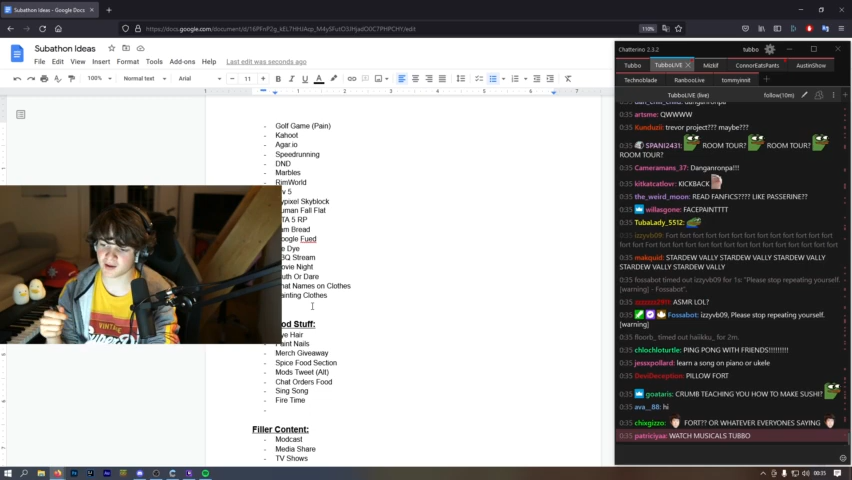 Subathon Ideas - Google Docs
https://docs.google.com/document/d/
110%
Subathon Ideas
File Edit View Insert Format Tools Add-ons Help Last edit was seconds ago
100% Normal text Arial 11
Golf Game (Pain)
Kahoot
Agar.io
Speedrunning
DND
Marbles
RimWorld
v 5
ypixel Skyblock
uman Fall Flat
TA 5 RP
am Bread
oogle Fued
e Dye
Q Stream
ovie Night
uth Or Dare
hat Names on Clothes
ainting Clothes
od Stuff:
ye Hair
Paint Nails
Merch Giveaway
Spice Food Section
Mods Tweet (Alt)
Chat Orders Food
Sing Song
Fire Time
Filler Content:
Modcast
Media Share
TV Shows
Chatterino 2.3.2 tubbo
Tubbo TubboLIVE Mizkif ConnorEatsPants AustinShow
Technoblade RanbooLIVE tommyinnit
TubboLIVE (live) follow(10m)
danganronpa
0:35 artsme: QWWWW
0:35 Kunduzii: trevor project??? maybe??
0:35 SPANI2431: ROOM TOUR? ROOM TOUR?
ROOM TOUR?
0:35 Cameramans_37: Danganronpa!!!
0:35 kitkatcatlovr: KICKBACK
0:35 the_weird_moon: READ FANFICS???? LIKE PASSERINE??
0:35 willasgone: FACEPAINTTTT
0:35 TubaLady_5512:
0:35 izzyvb09: Fort fort fort fort fort fort fort fort fort fort fort
fort fort fort fort fort fort fort fort fort fort fort fort fort fort
0:35 makquid: STARDEW VALLY STARDEW VALLY STARDEW VALLY
STARDEW VALLY STARDEW VALLY
0:35 fossabot timed out izzyvb09 for 1s: "Please stop repeating yourself.
[warning] - Fossabot".
0:35 ASMR LOL?
0:35 Fossabot: izzyvb09, Please stop repeating yourself.
[warning]
0:35 floorb_ timed out haiikku_ for 2m.
0:35 chlochloturtle: PING PONG WITH FRIENDS!!!!!!!!!
0:35 jessxpollard: learn a song on piano or ukele
0:35 DeviDeception: PILLOW FORT
0:35 goataris: CRUMB TEACHING YOU HOW TO MAKE SUSHI?
0:35 ava__88: hi
0:35 chixgizzo: FORT?? OR WHATEVER EVERYONES SAYING
0:35 patriciyaa: WATCH MUSICALS TUBBO
VINTAGE
00:35